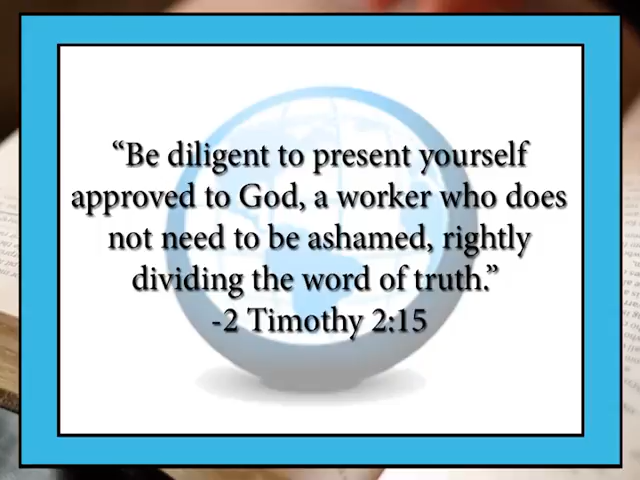 “Be diligent to present yourself
approved to God, a worker who does
not need to be ashamed, rightly
dividing the word of truth.”
-2 Timothy 2:15